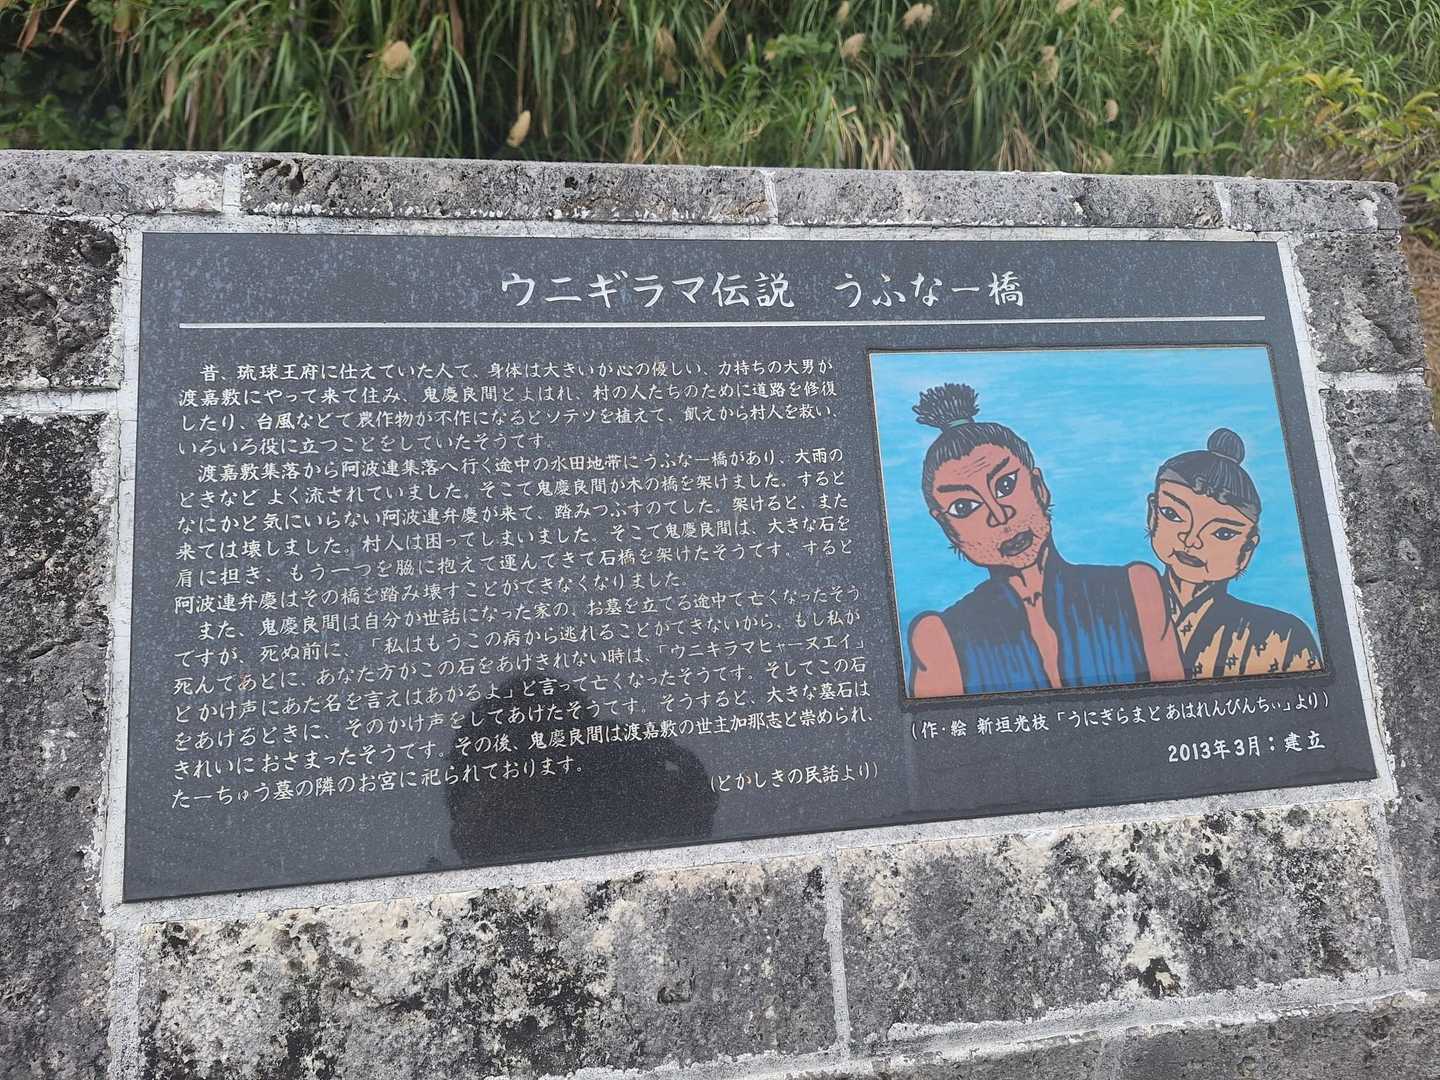 ウニギラマ伝説　うふなー橋
昔、琉球王府に仕えていた人で、身体は大きいが心の優しい、力持ちの大男が
渡嘉敷にやって来て住み、鬼慶良間とよばれ、村の人たちのために道路を修復
したり、台風などで農作物が不作になるとソテツを植えて、飢えから村人を救い、
いろいろ役に立つことをしていたそうです。
渡嘉敷集落から阿波連集落へ行く途中の水田地帯にうふなー橋があり、大雨の
ときなど よく流されていました。そこで鬼慶良間が木の橋を架けました。すると
なにかと気にいらない阿波連弁慶が来て、踏みつぶすのでした。架けると、また
来ては壊しました。村人は困ってしまいました。そこで鬼慶良間は、大きな石を
肩に担ぎ、もう一つを脇に抱えて運んできて石橋を架けたそうです。すると
阿波連弁慶はその橋を踏み壊すことができなくなりました。
また、鬼慶良間は自分が世話になった家の、お墓を立てる途中で亡くなったそう
ですが、死ぬ前に、「私はもうこの病から逃れることができないから、もし私が
死んであとに、あなた方がこの石をあげきれない時は、「ウニキラマヒャーヌエイ」
とかけ声にあた名を言えばあがるよ」と言って亡くなったそうです。そしてこの石
をあげるときに、そのかけ声をしてあげたそうです。そうすると、大きな墓石は
きれいにおさまったそうです。その後、鬼慶良間は渡嘉敷の世主加那志と崇められ、
たーちゅう墓の隣のお宮に祀られております。
(とかしきの民話より)
(作・絵 新垣光枝「うにぎらまとあはれんびんちぃ」より)
2013年3月：建立